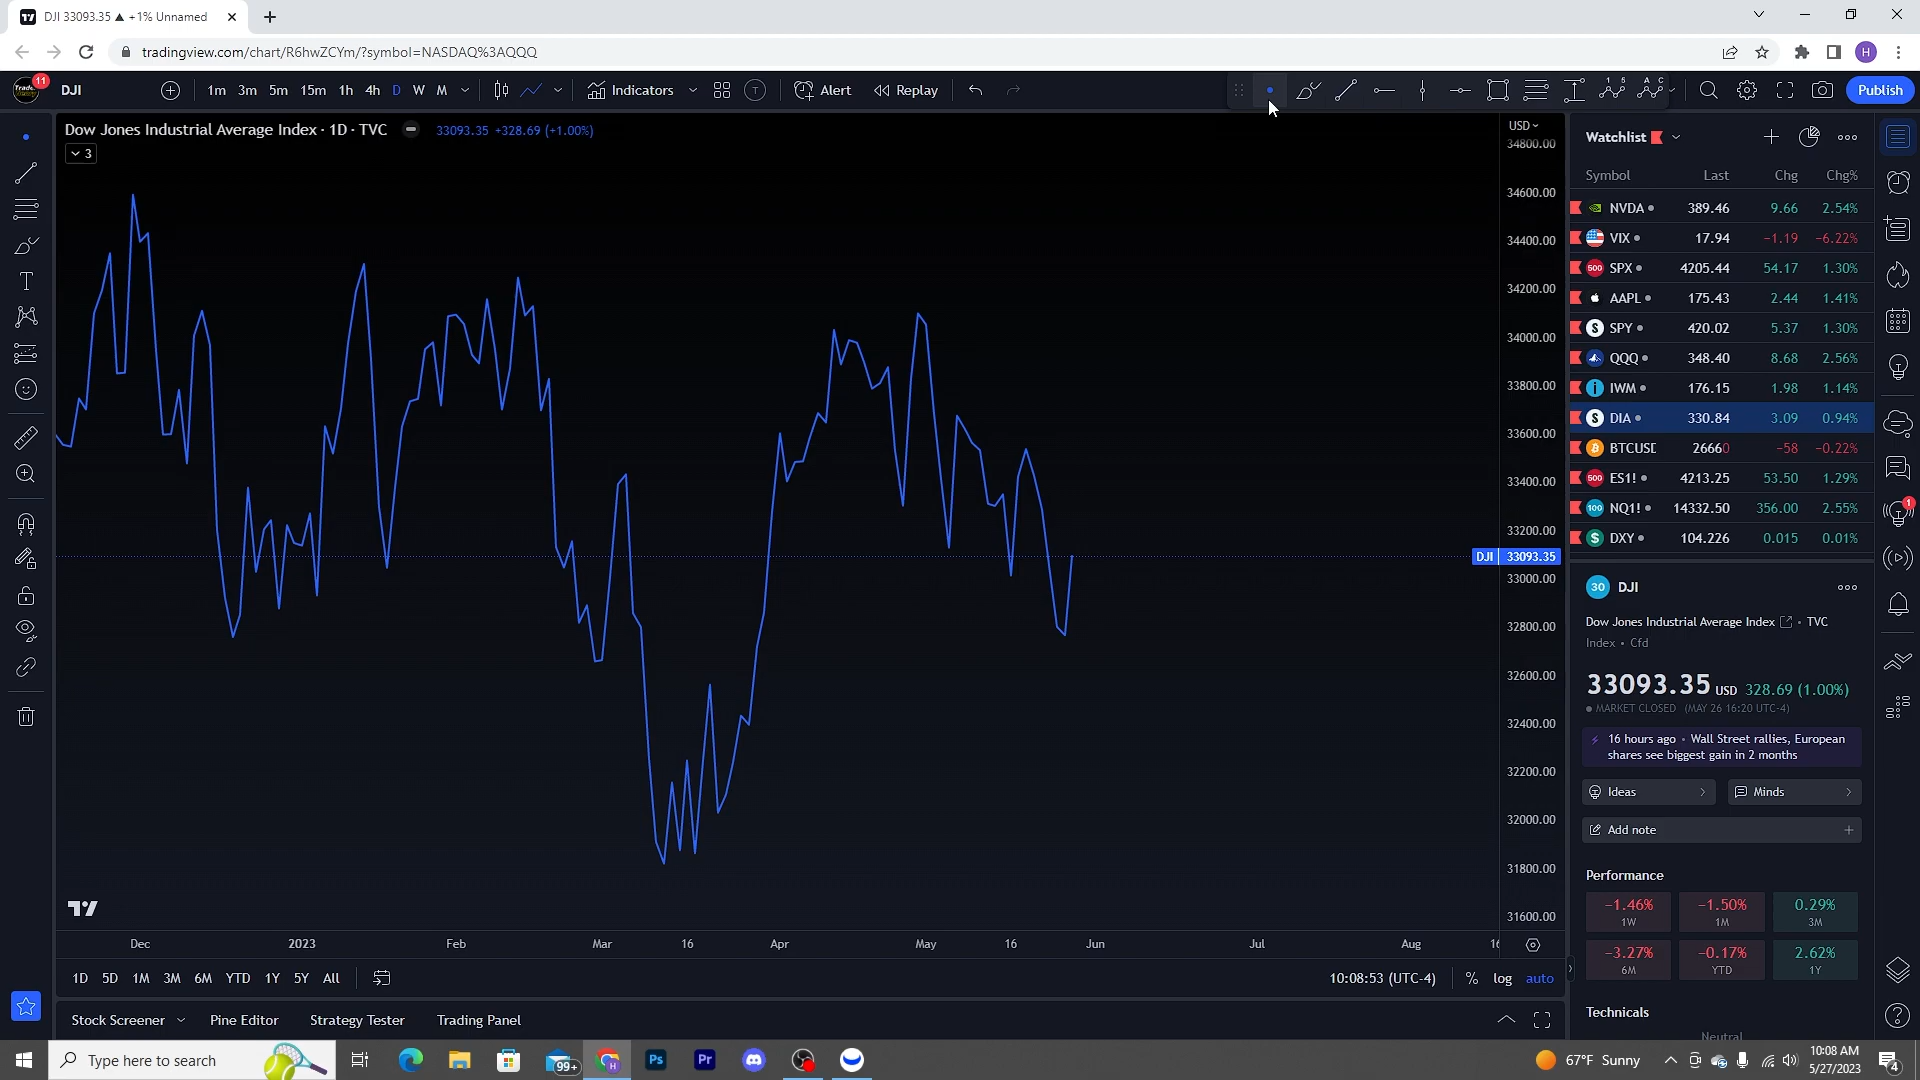 DJI 33093.35 ▲ +1% Unnamed
tradingview.com/chart/R6hwZCYm/?symbol=NASDAQ%3AQQQ
H
11
DJI
1m 3m 5m 15m 1h 4h D W M
Indicators
T
Alert
Replay
Publish
Dow Jones Industrial Average Index · 1D · TVC
33093.35 +328.69 (+1.00%)
3
USD
34800.00
34600.00
34400.00
34200.00
34000.00
33800.00
33600.00
33400.00
33200.00
DJI 33093.35
33000.00
32800.00
32600.00
32400.00
32200.00
32000.00
31800.00
31600.00
Dec 2023 Feb Mar 16 Apr May 16 Jun Jul Aug 16
1D 5D 1M 3M 6M YTD 1Y 5Y All
10:08:53 (UTC-4) % log auto
Stock Screener Pine Editor Strategy Tester Trading Panel
Watchlist
Symbol Last Chg Chg%
NVDA 389.46 9.66 2.54%
VIX 17.94 −1.19 −6.22%
500 SPX 4205.44 54.17 1.30%
AAPL 175.43 2.44 1.41%
S SPY 420.02 5.37 1.30%
QQQ 348.40 8.68 2.56%
i IWM 176.15 1.98 1.14%
S DIA 330.84 3.09 0.94%
BTCUSE 26660 −58 −0.22%
500 ES1! 4213.25 53.50 1.29%
100 NQ1! 14332.50 356.00 2.55%
$ DXY 104.226 0.015 0.01%
30 DJI
Dow Jones Industrial Average Index • TVC
Index • Cfd
33093.35 USD 328.69 (1.00%)
MARKET CLOSED (MAY 26 16:20 UTC-4)
16 hours ago • Wall Street rallies, European
shares see biggest gain in 2 months
Ideas
Minds
Add note
Performance
−1.46% −1.50% 0.29%
1W 1M 3M
−3.27% −0.17% 2.62%
6M YTD 1Y
Technicals
Neutral
1
Type here to search
99+
Ps
Pr
67°F Sunny
10:08 AM
5/27/2023
4